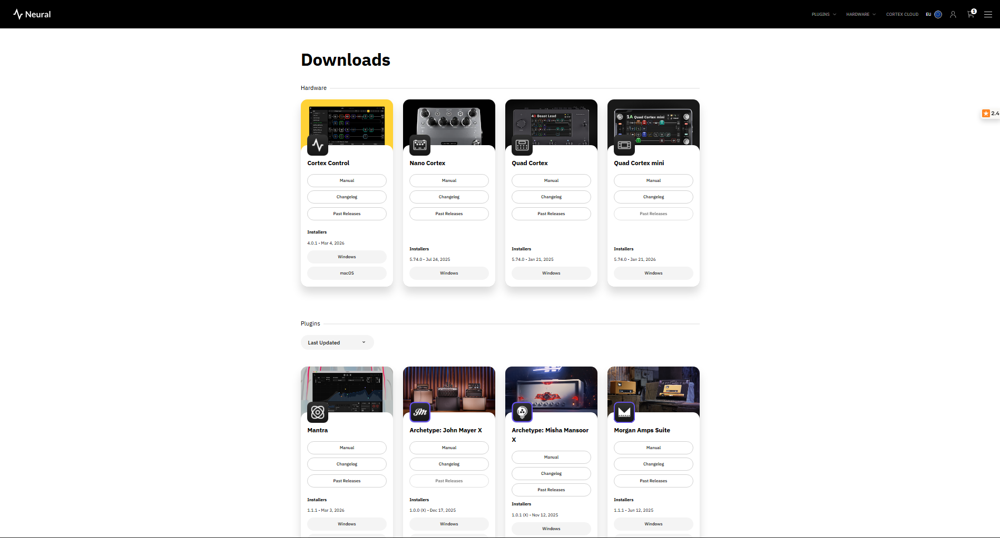 Neural
PLUGINS
HARDWARE
CORTEX CLOUD
EU
1
Downloads
Hardware
2.4
4D Beast Lead
1A Quad Cortex mini
Cortex Control
Nano Cortex
Quad Cortex
Quad Cortex mini
Manual
Manual
Manual
Manual
Changelog
Changelog
Changelog
Changelog
Past Releases
Past Releases
Past Releases
Past Releases
Installers
4.0.1 - Mar 4, 2026
Windows
macOS
Installers
5.74.0 - Jul 24, 2025
Windows
Installers
5.74.0 - Jan 21, 2025
Windows
Installers
5.74.0 - Jan 21, 2026
Windows
Plugins
Last Updated
Jm
MORGAN
Mantra
Manual
Changelog
Past Releases
Installers
1.1.1 - Mar 3, 2026
Windows
Archetype: John Mayer X
Manual
Changelog
Past Releases
Installers
1.0.0 (X) - Dec 17, 2025
Windows
Archetype: Misha Mansoor
X
Manual
Changelog
Past Releases
Installers
1.0.1 (X) - Nov 12, 2025
Windows
Morgan Amps Suite
Manual
Changelog
Past Releases
Installers
1.1.1 - Jun 12, 2025
Windows